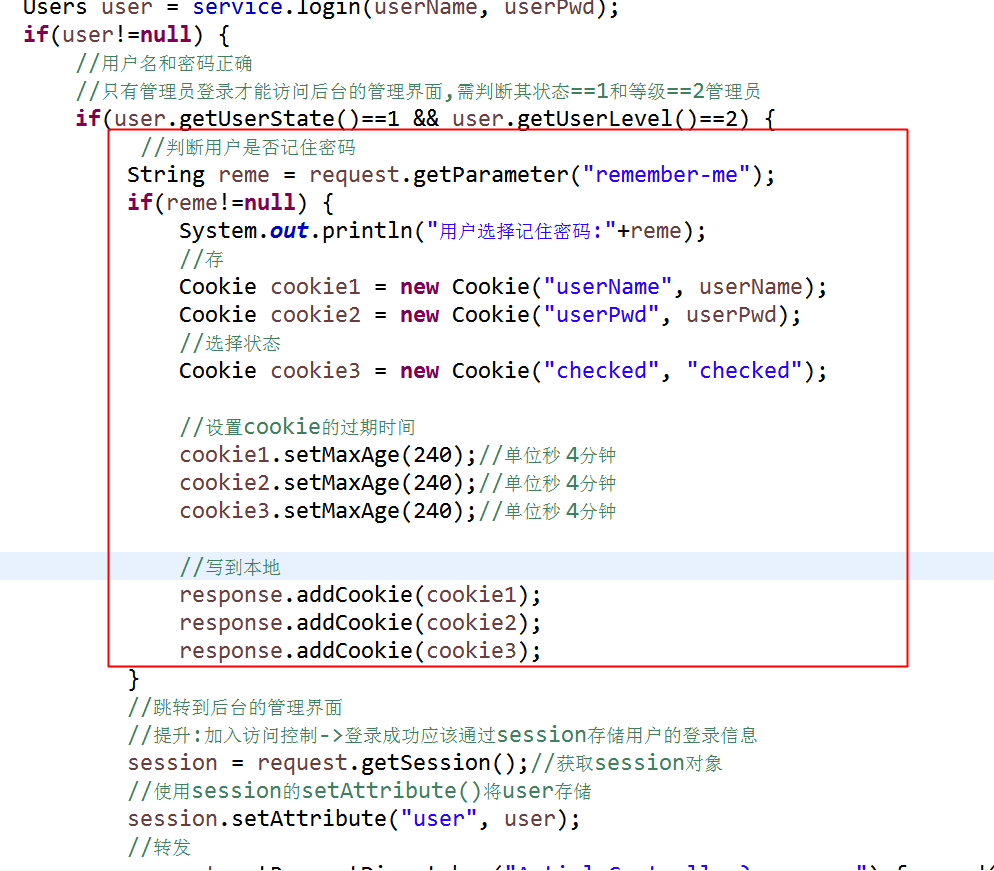 Users user = service.login(userName, userPwd);
if(user!=null) {
//用户名和密码正确
//只有管理员登录才能访问后台的管理界面,需判断其状态==1和等级==2管理员
if(user.getUserState()==1 && user.getUserLevel()==2) {
//判断用户是否记住密码
String reme = request.getParameter("remember-me");
if(reme!=null) {
System.out.println("用户选择记住密码:"+reme);
//存
Cookie cookie1 = new Cookie("userName", userName);
Cookie cookie2 = new Cookie("userPwd", userPwd);
//选择状态
Cookie cookie3 = new Cookie("checked", "checked");
//设置cookie的过期时间
cookie1.setMaxAge(240);//单位秒 4分钟
cookie2.setMaxAge(240);//单位秒 4分钟
cookie3.setMaxAge(240);//单位秒 4分钟
//写到本地
response.addCookie(cookie1);
response.addCookie(cookie2);
response.addCookie(cookie3);
}
//跳转到后台的管理界面
//提升:加入访问控制->登录成功应该通过session存储用户的登录信息
session = request.getSession();//获取session对象
//使用session的setAttribute()将user存储
session.setAttribute("user", user);
//转发